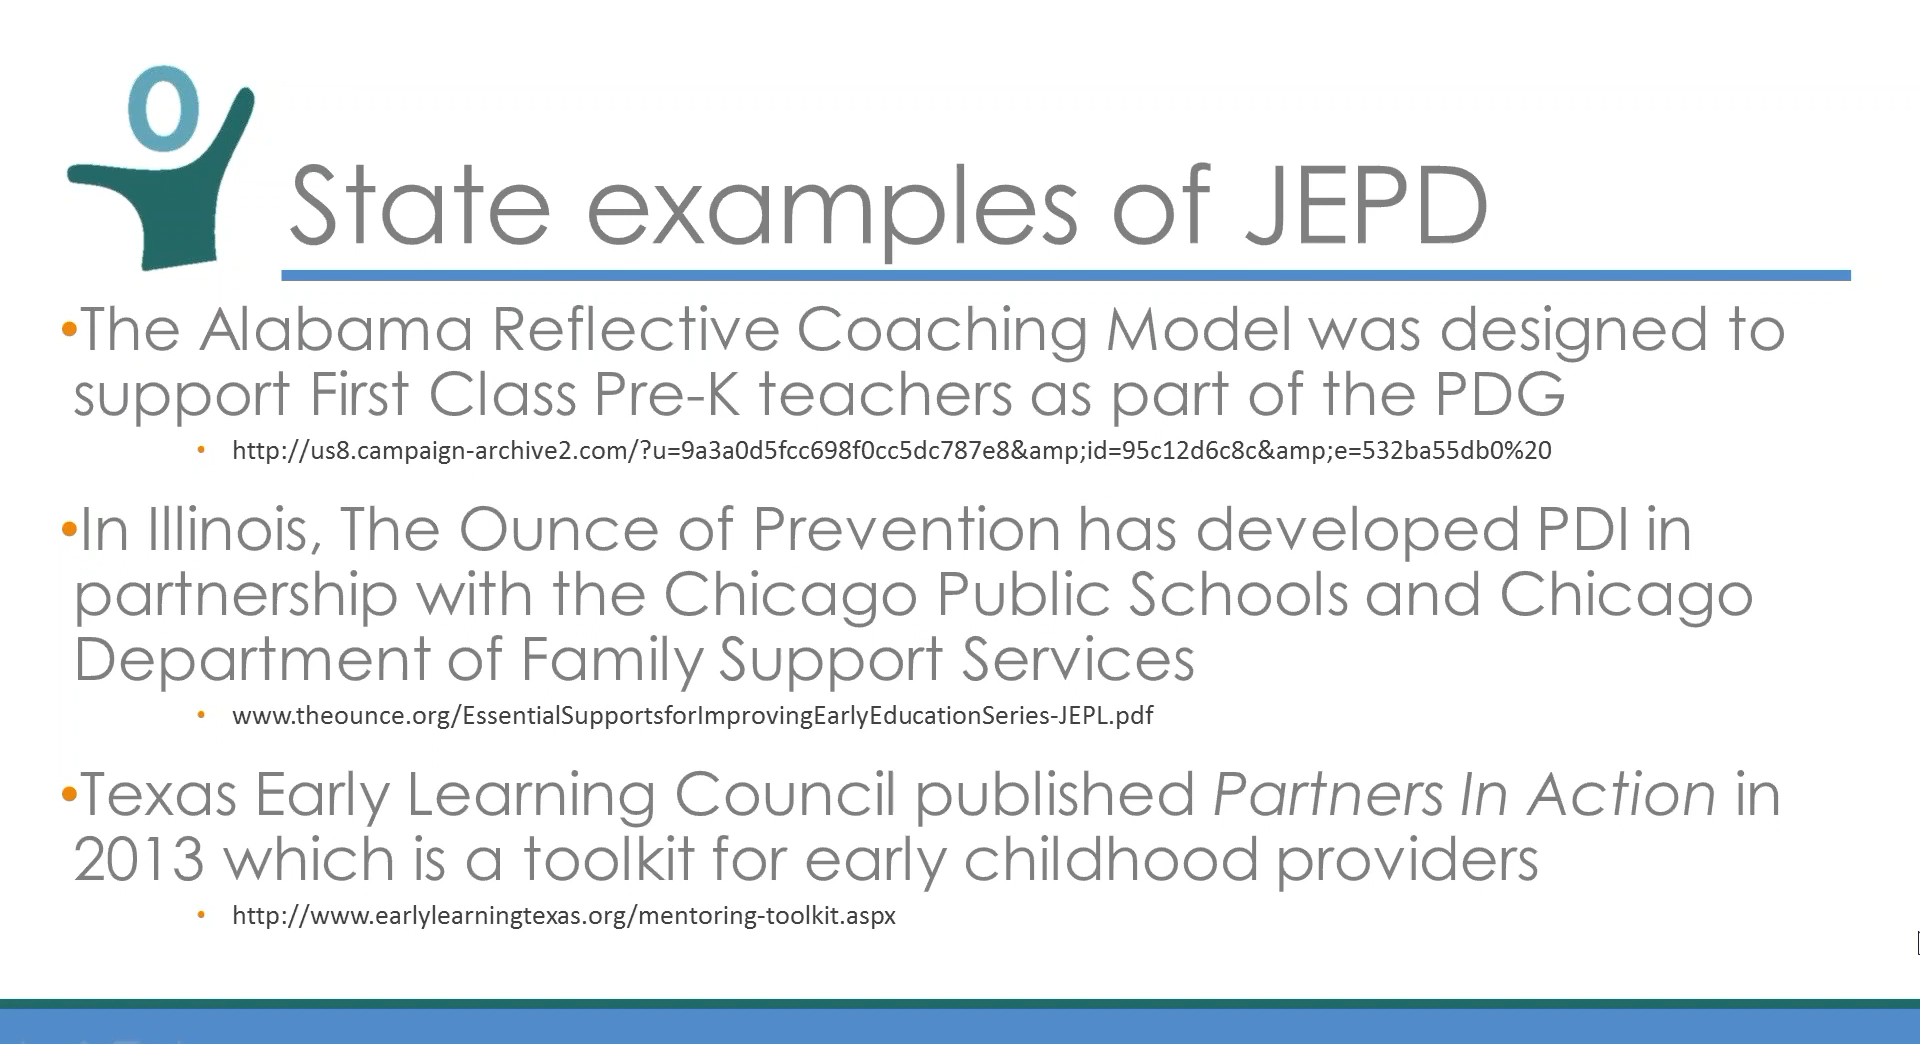 State examples of JEPD
•The Alabama Reflective Coaching Model was designed to
support First Class Pre-K teachers as part of the PDG
• http://us8.campaign-archive2.com/?u=9a3a0d5fcc698f0cc5dc787e8&amp;id=95c12d6c8c&amp;e=532ba55db0%20
•In Illinois, The Ounce of Prevention has developed PDI in
partnership with the Chicago Public Schools and Chicago
Department of Family Support Services
• www.theounce.org/EssentialSupportsforImprovingEarlyEducationSeries-JEPL.pdf
•Texas Early Learning Council published Partners In Action in
2013 which is a toolkit for early childhood providers
• http://www.earlylearningtexas.org/mentoring-toolkit.aspx